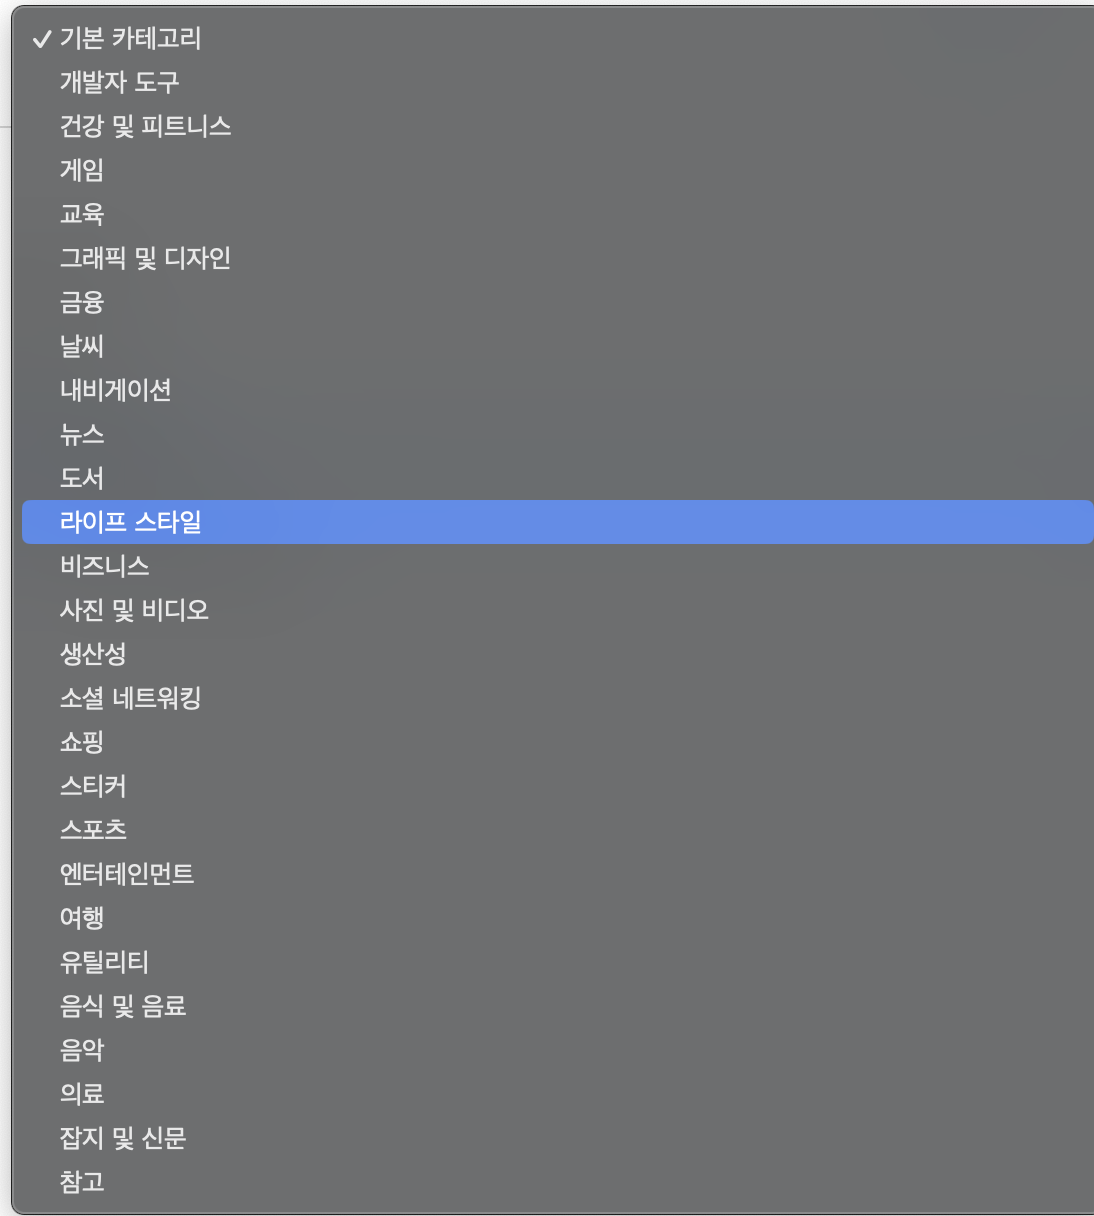 기본 카테고리
개발자 도구
건강 및 피트니스
게임
교육
그래픽 및 디자인
금융
날씨
내비게이션
뉴스
도서
라이프 스타일
비즈니스
사진 및 비디오
생산성
소셜 네트워킹
쇼핑
스티커
스포츠
엔터테인먼트
여행
유틸리티
음식 및 음료
음악
의료
잡지 및 신문
참고